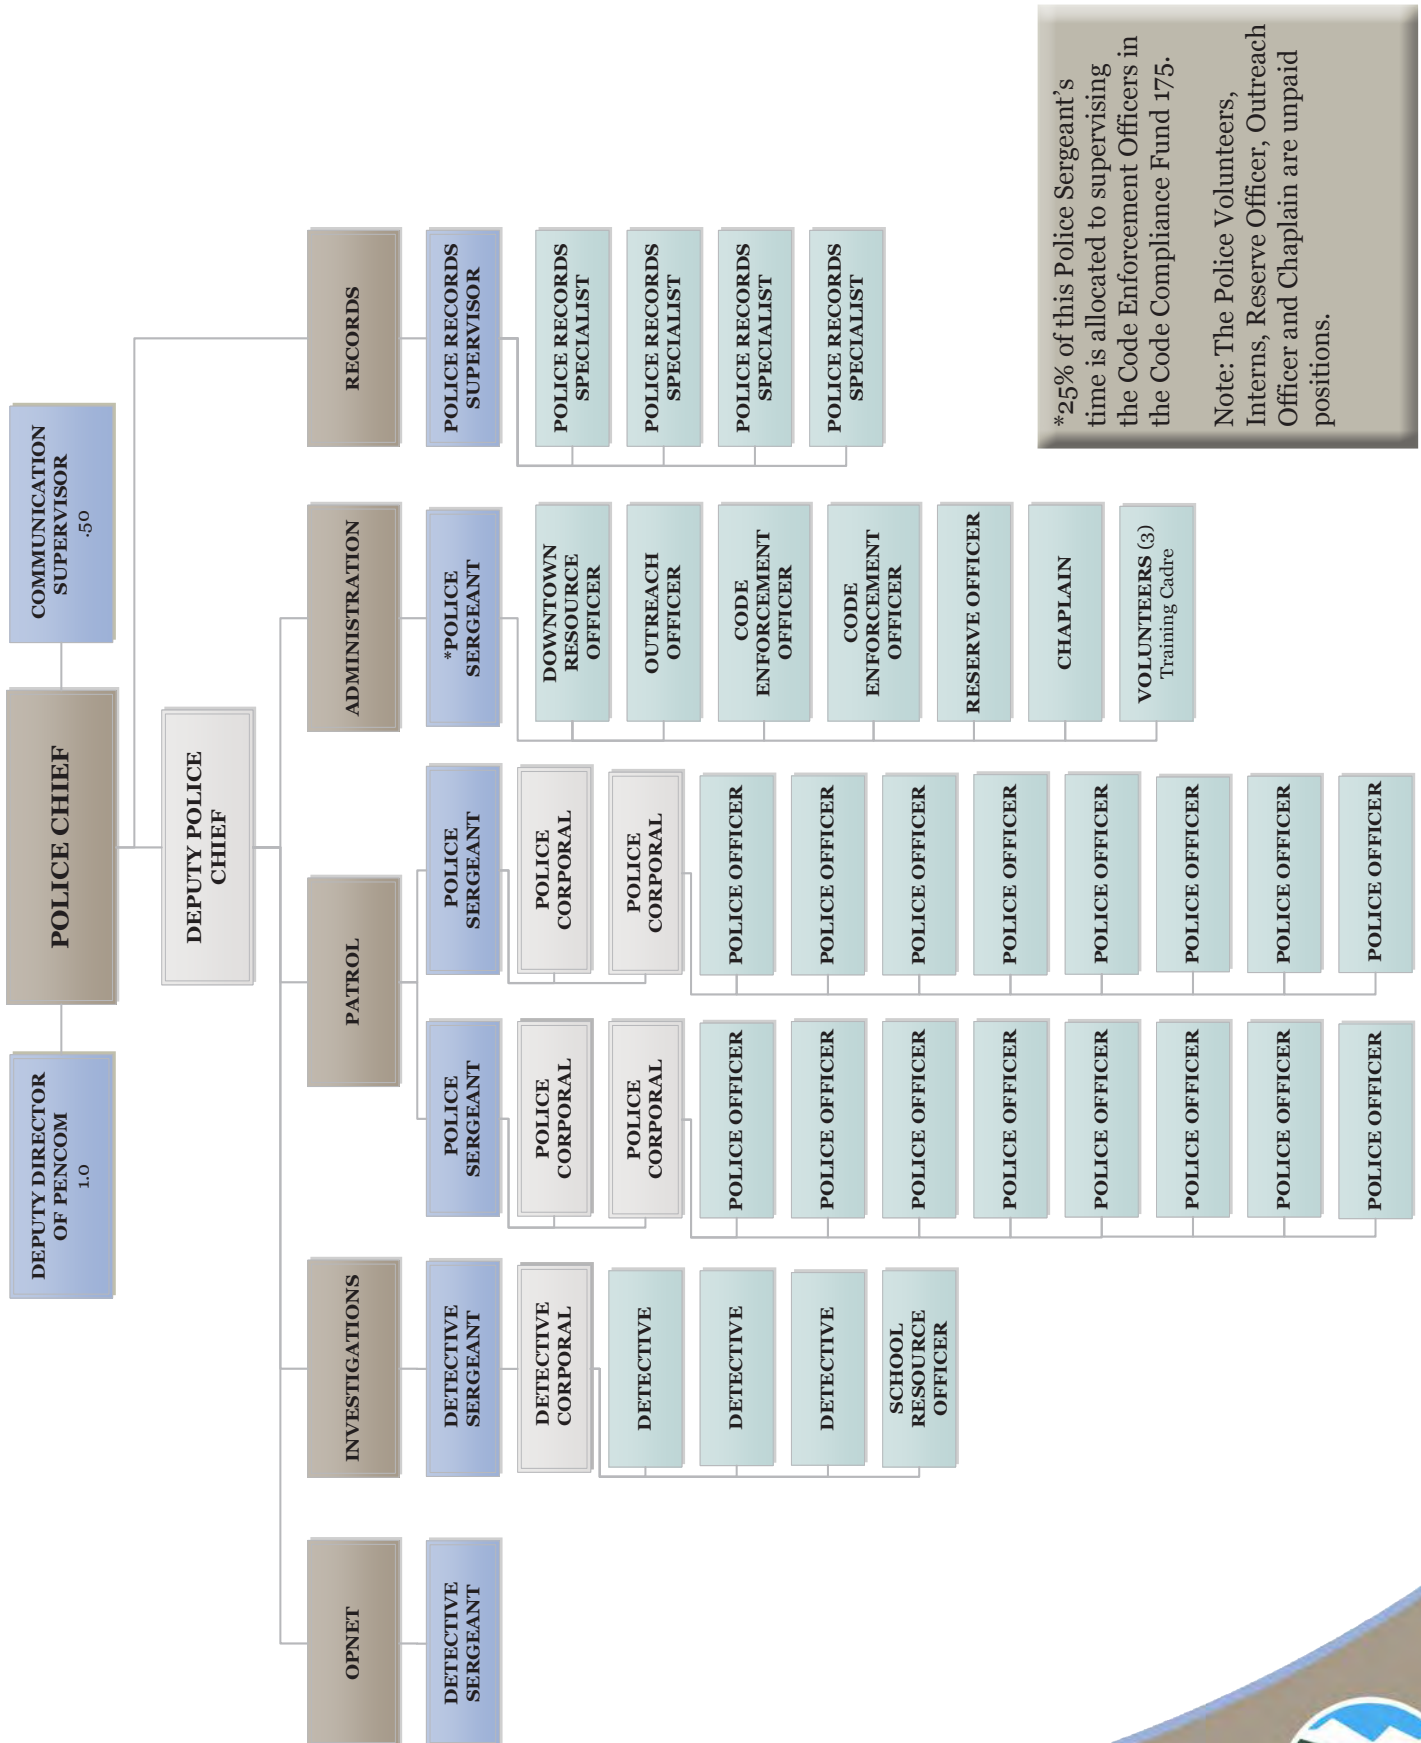 DEPUTY DIRECTOR
OF PENCOM
1.0
POLICE CHIEF
COMMUNICATION
SUPERVISOR
.50
DEPUTY POLICE
CHIEF
OPNET
DETECTIVE
SERGEANT
INVESTIGATIONS
DETECTIVE
SERGEANT
DETECTIVE
CORPORAL
DETECTIVE
DETECTIVE
DETECTIVE
SCHOOL
RESOURCE
OFFICER
PATROL
POLICE
SERGEANT
POLICE
CORPORAL
POLICE
CORPORAL
POLICE OFFICER
POLICE OFFICER
POLICE OFFICER
POLICE OFFICER
POLICE OFFICER
POLICE OFFICER
POLICE OFFICER
POLICE OFFICER
POLICE
SERGEANT
POLICE
CORPORAL
POLICE
CORPORAL
POLICE OFFICER
POLICE OFFICER
POLICE OFFICER
POLICE OFFICER
POLICE OFFICER
POLICE OFFICER
POLICE OFFICER
POLICE OFFICER
ADMINISTRATION
*POLICE
SERGEANT
DOWNTOWN
RESOURCE
OFFICER
OUTREACH
OFFICER
CODE
ENFORCEMENT
OFFICER
CODE
ENFORCEMENT
OFFICER
RESERVE OFFICER
CHAPLAIN
VOLUNTEERS (3)
Training Cadre
RECORDS
POLICE RECORDS
SUPERVISOR
POLICE RECORDS
SPECIALIST
POLICE RECORDS
SPECIALIST
POLICE RECORDS
SPECIALIST
POLICE RECORDS
SPECIALIST
*25% of this Police Sergeant's
time is allocated to supervising
the Code Enforcement Officers in
the Code Compliance Fund 175.
Note: The Police Volunteers,
Interns, Reserve Officer, Outreach
Officer and Chaplain are unpaid
positions.